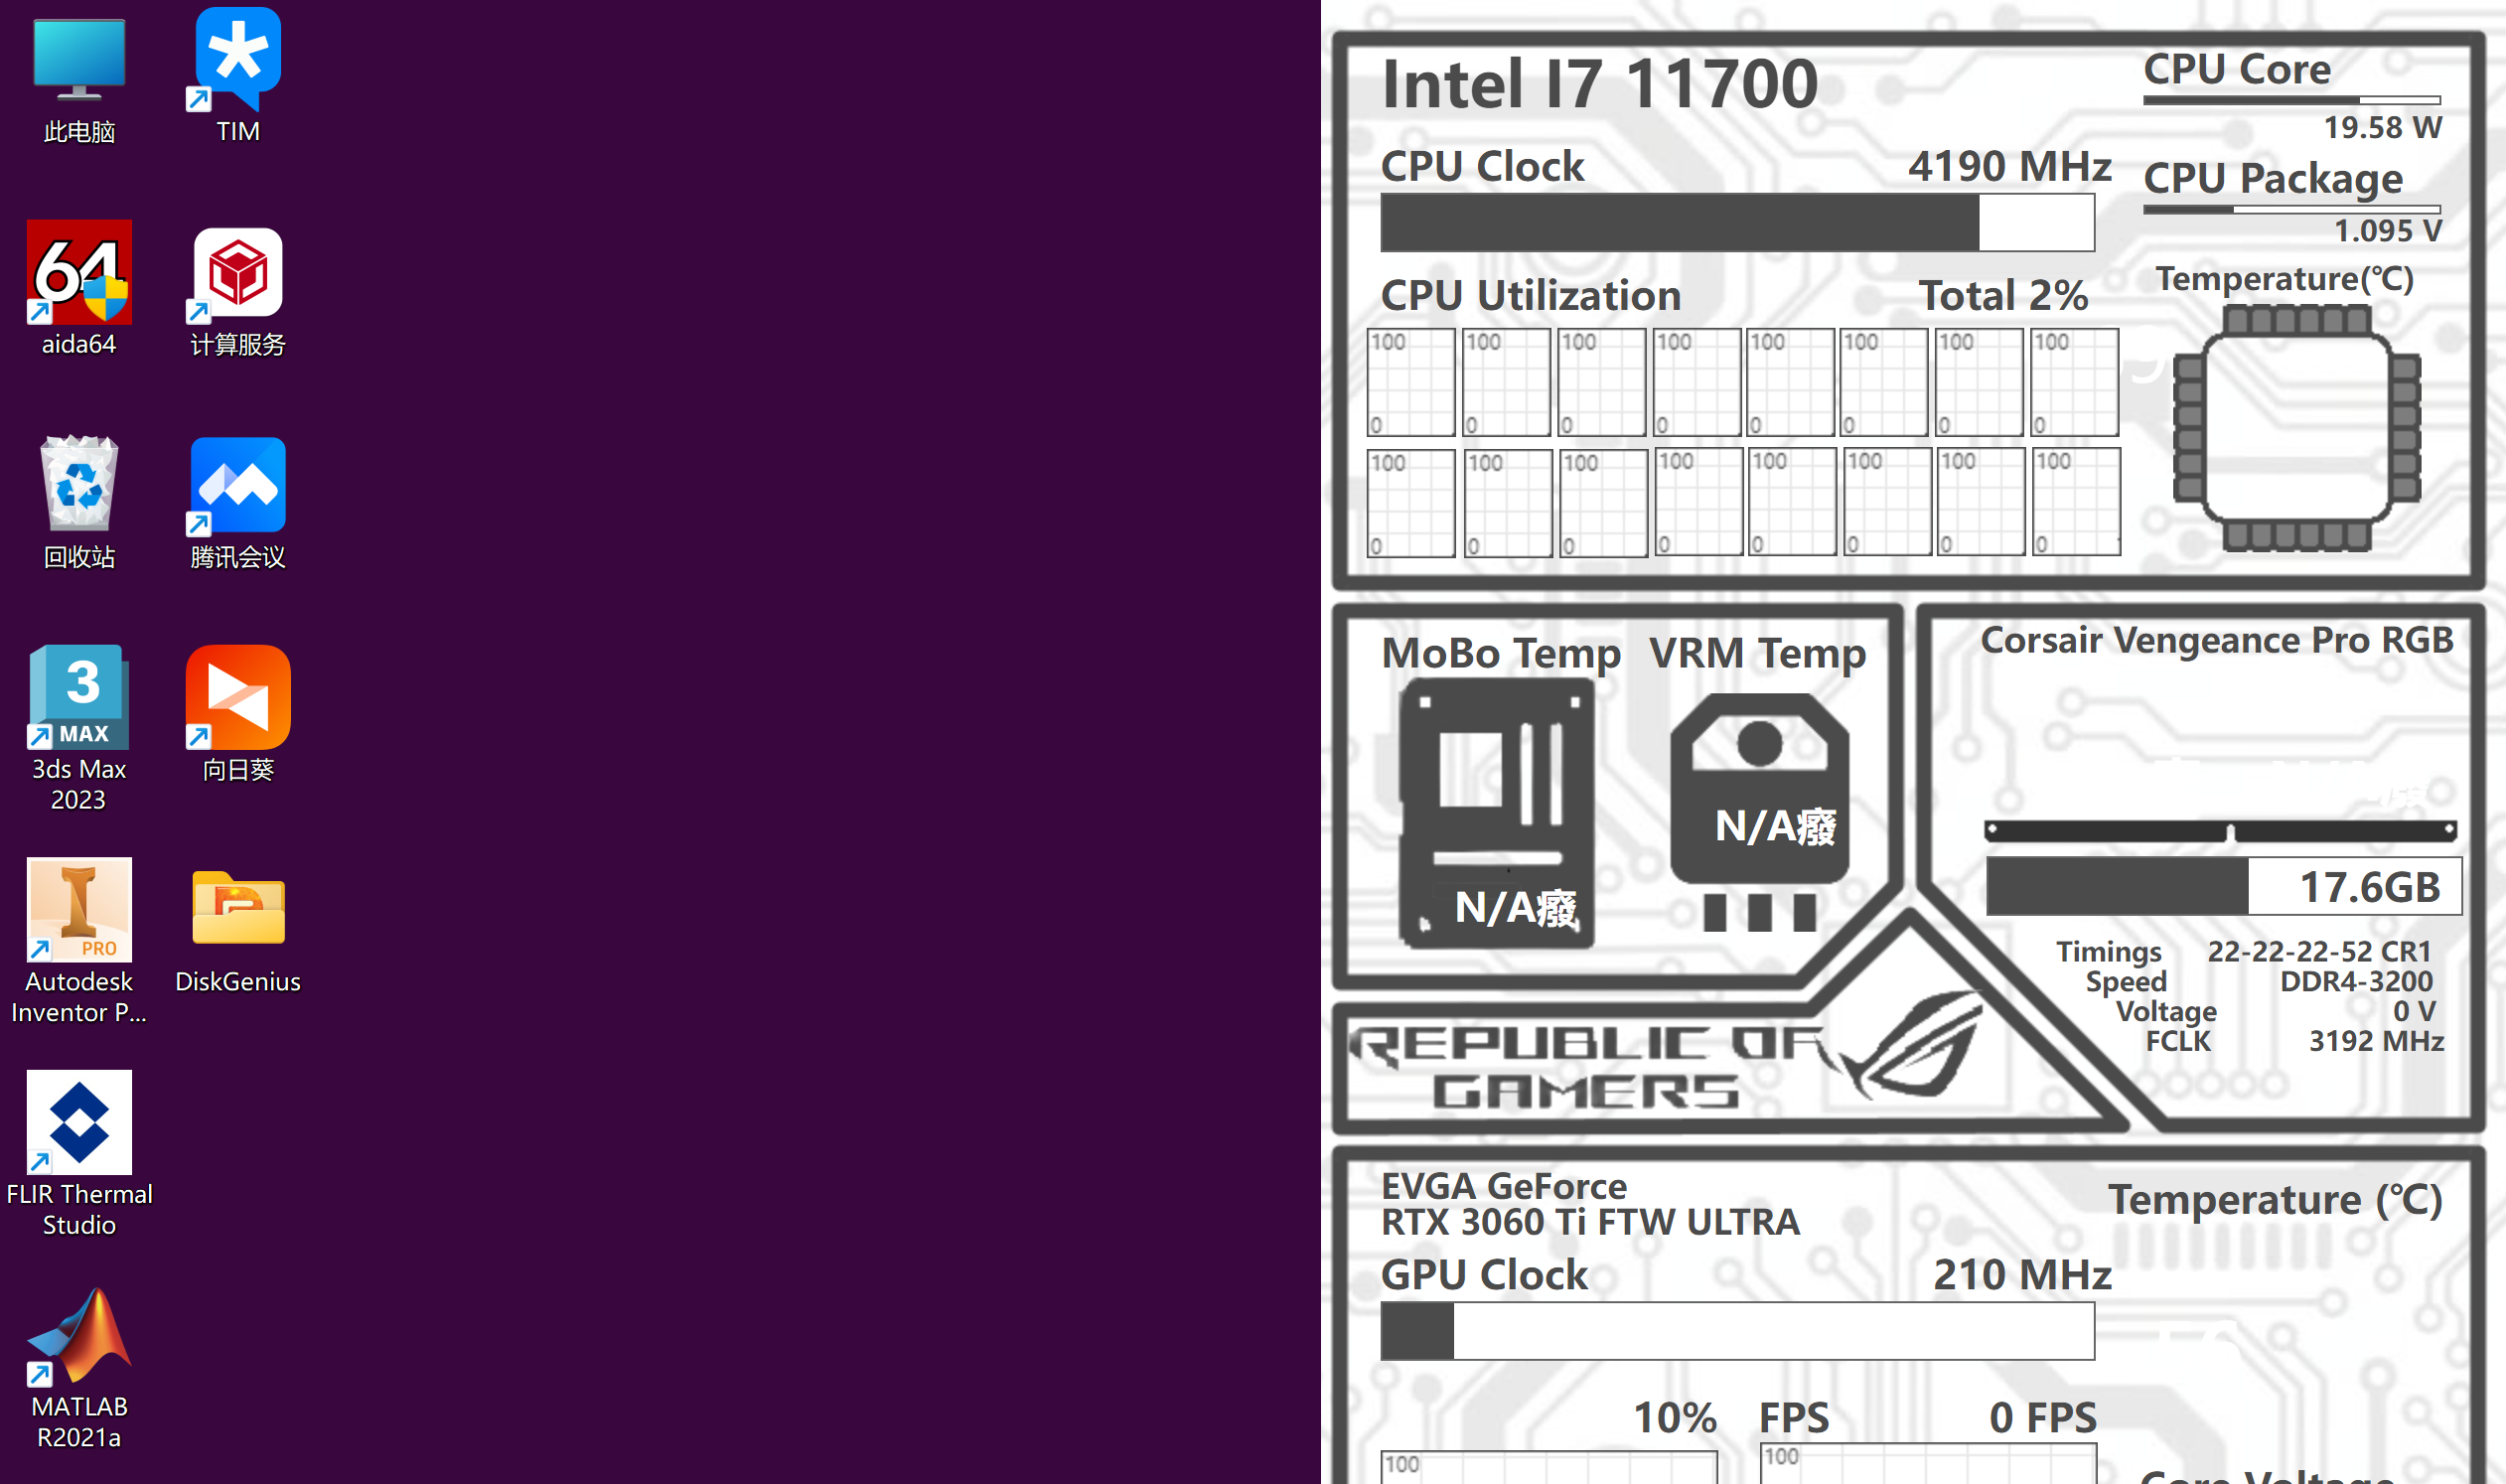 此电脑
TIM
64
aida64
计算服务
回收站
腾讯会议
3
MAX
3ds Max
2023
向日葵
PRO
Autodesk
Inventor P...
DiskGenius
FLIR Thermal
Studio
MATLAB
R2021a
Intel I7 11700
CPU Core
19.58 W
CPU Clock
4190 MHz
CPU Package
1.095 V
CPU Utilization
Total 2%
Temperature(℃)
100 100 100 100 100 100 100 100
0 0 0 0 0 0 0 0
100 100 100 100 100 100 100 100
0 0 0 0 0 0 0 0
MoBo Temp
VRM Temp
N/A癈
N/A癈
Corsair Vengeance Pro RGB
17.6GB
Timings 22-22-22-52 CR1
Speed DDR4-3200
Voltage 0 V
FCLK 3192 MHz
REPUBLIC OF
GAMERS
EVGA GeForce
RTX 3060 Ti FTW ULTRA
Temperature (℃)
GPU Clock
210 MHz
10%
FPS
0 FPS
100
100
Core Voltage